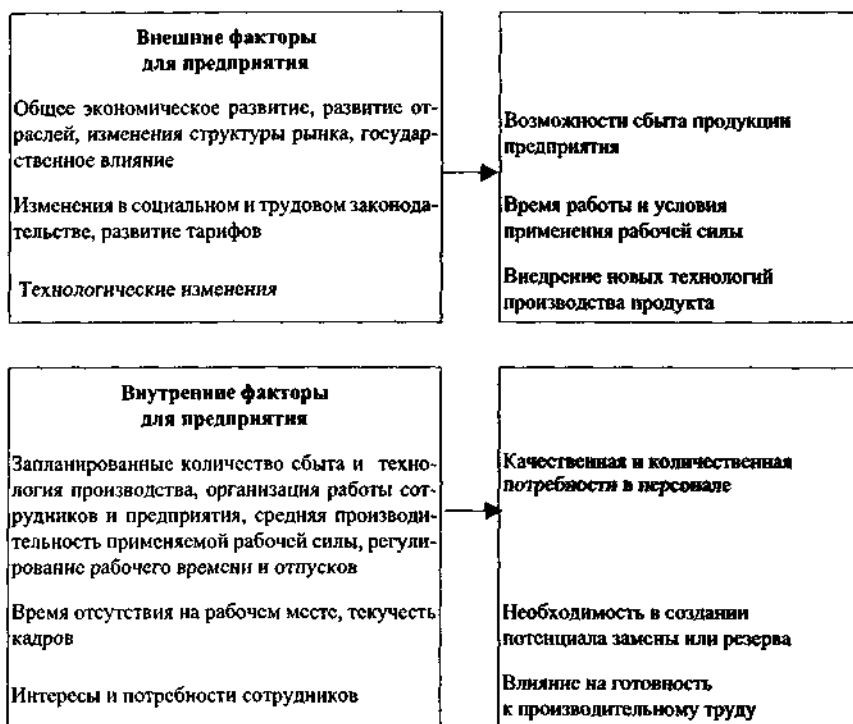 Внешние факторы
для предприятия
Общее экономическое развитие, развитие от-
раслей, изменения структуры рынка, государ-
ственное влияние
Изменения в социальном и трудовом законода-
тельстве, развитие тарифов
Технологические изменения
Возможности сбыта продукции
предприятия
Время работы и условия
применения рабочей силы
Внедрение новых технологий
производства продукта
Внутренние факторы
для предприятия
Запланированные количество сбыта и техно-
логия производства, организация работы сот-
рудников и предприятия, средняя производи-
тельность применяемой рабочей силы, регули-
рование рабочего времени и отпусков
Время отсутствия на рабочем месте, текучесть
кадров
Интересы и потребности сотрудников
Качественная и количественная
потребности в персонале
Необходимость в создании
потенциала замены или резерва
Влияние на готовность
к производительному труду